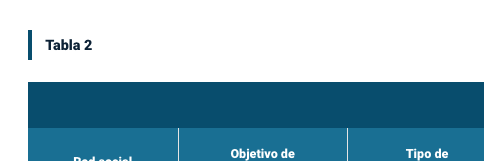 Tabla 2
Objetivo de
Tipo de
Red social